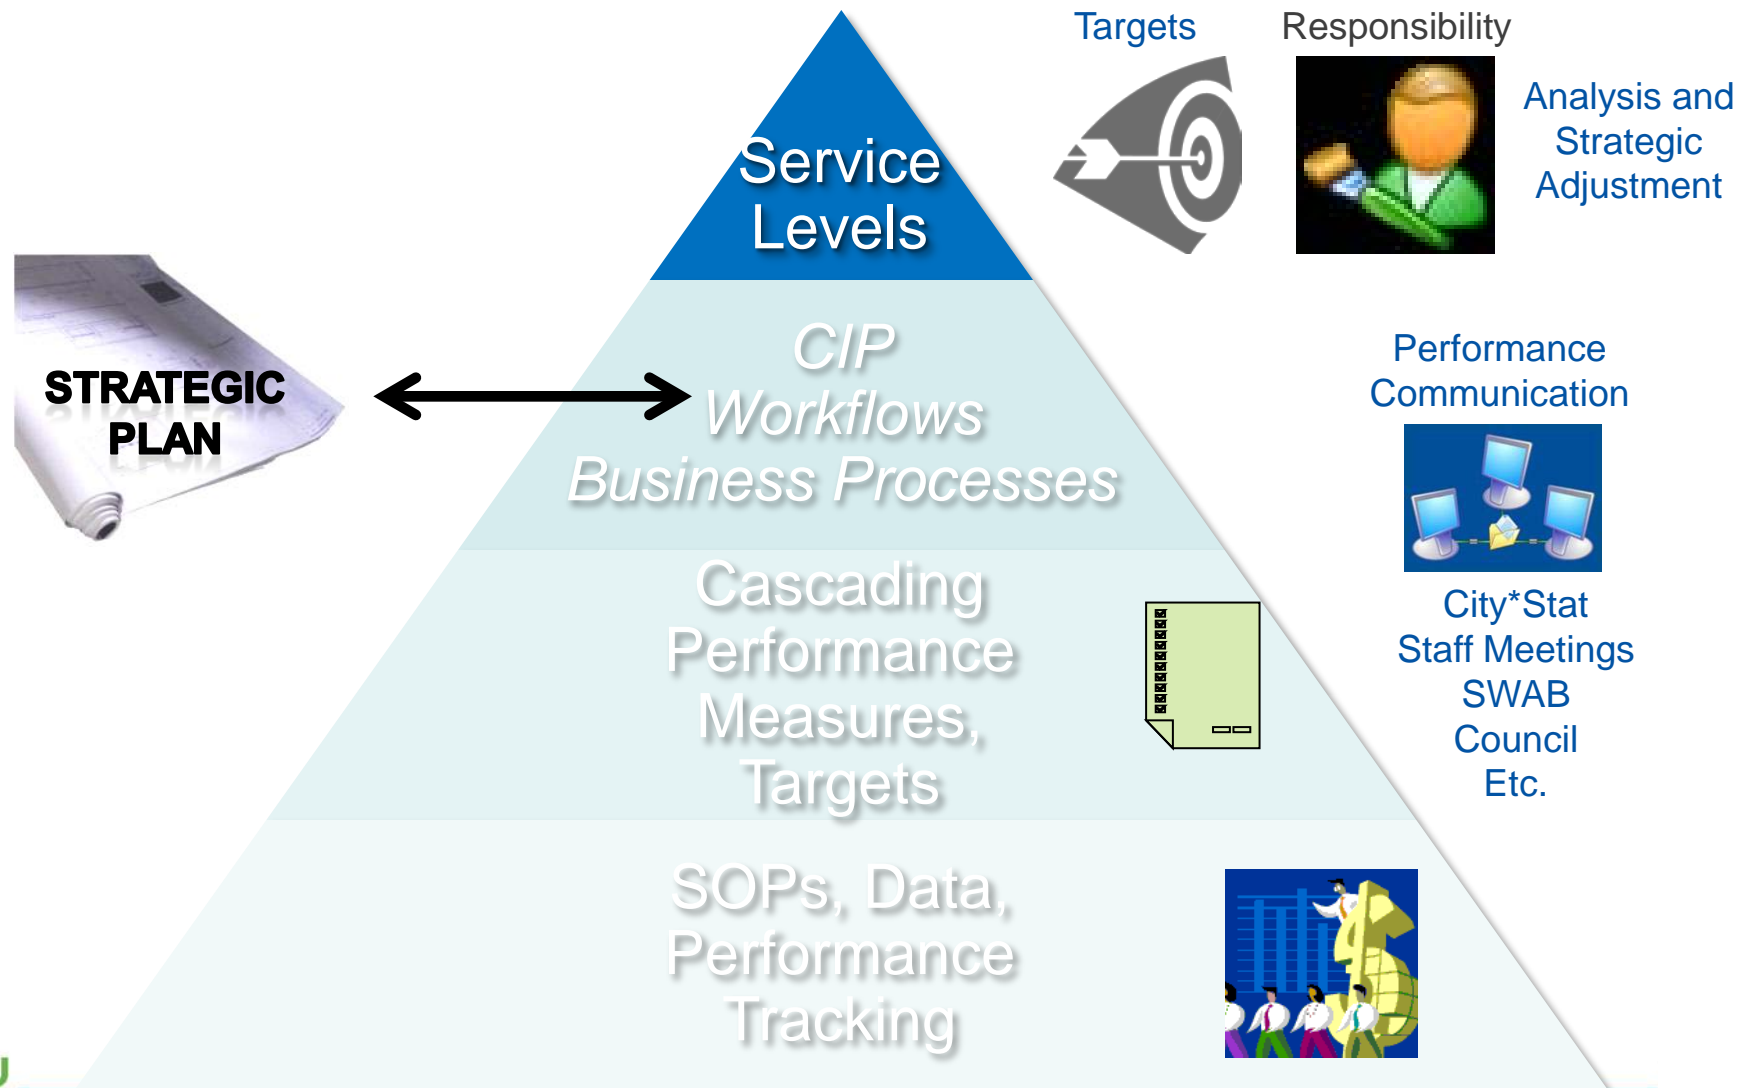 Targets
Responsibility
Analysis and
Strategic
Adjustment
Service
Levels
STRATEGIC
PLAN
CIP
Workflows
Business Processes
Performance
Communication
City*Stat
Staff Meetings
SWAB
Council
Etc.
Cascading
Performance
Measures,
Targets
SOPs, Data,
Performance
Tracking